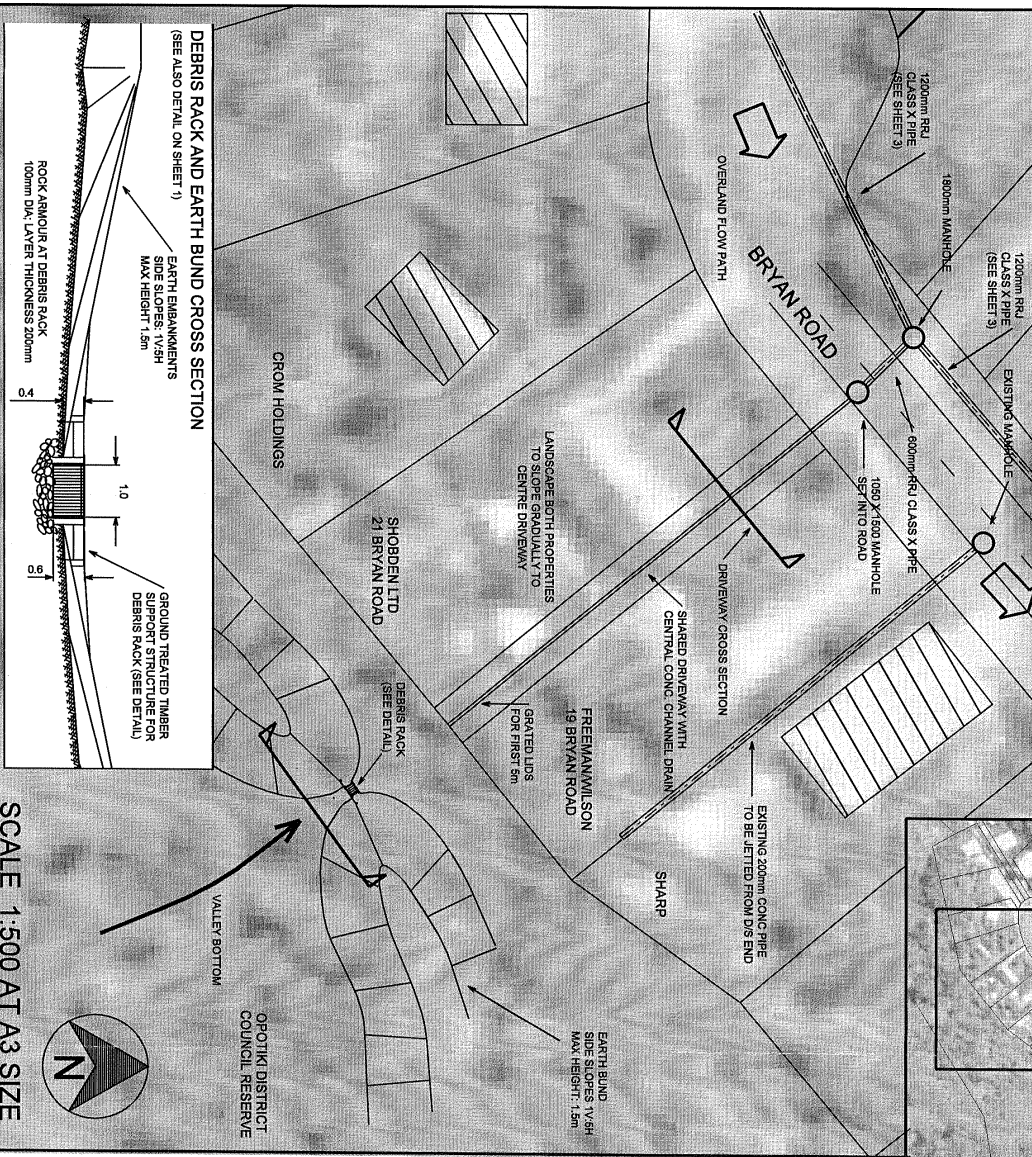 1200mm RRJ
CLASS X PIPE
(SEE SHEET 3)
1800mm MANHOLE
1200mm RRJ
CLASS X PIPE
(SEE SHEET 3)
EXISTING MANHOLE
OVERLAND FLOW PATH
BRYAN ROAD
600mm RRJ CLASS X PIPE
1050 X 1500 MANHOLE
SET INTO ROAD
DRIVEWAY CROSS SECTION
SHARED DRIVEWAY WITH
CENTRAL CONC. CHANNEL DRAIN
EXISTING 200mm CONC PIPE
TO BE JETTED FROM D/S END
LANDSCAPE BOTH PROPERTIES
TO SLOPE GRADUALLY TO
CENTRE DRIVEWAY
CROM HOLDINGS
SHOBDEN LTD
21 BRYAN ROAD
GRATED LIDS
FOR FIRST 5m
FREEMAN/WILSON
19 BRYAN ROAD
SHARP
DEBRIS RACK
(SEE DETAIL)
EARTH BUND
SIDE SLOPES 1V:5H
MAX HEIGHT: 1.5m
VALLEY BOTTOM
OPOTIKI DISTRICT
COUNCIL RESERVE
DEBRIS RACK AND EARTH BUND CROSS SECTION
(SEE ALSO DETAIL ON SHEET 1)
EARTH EMBANKMENTS
SIDE SLOPES: 1V:5H
MAX HEIGHT 1.5m
ROCK ARMOUR AT DEBRIS RACK
100mm DIA; LAYER THICKNESS 200mm
0.4
1.0
0.6
GROUND TREATED TIMBER
SUPPORT STRUCTURE FOR
DEBRIS RACK (SEE DETAIL)
SCALE 1:500 AT A3 SIZE
N